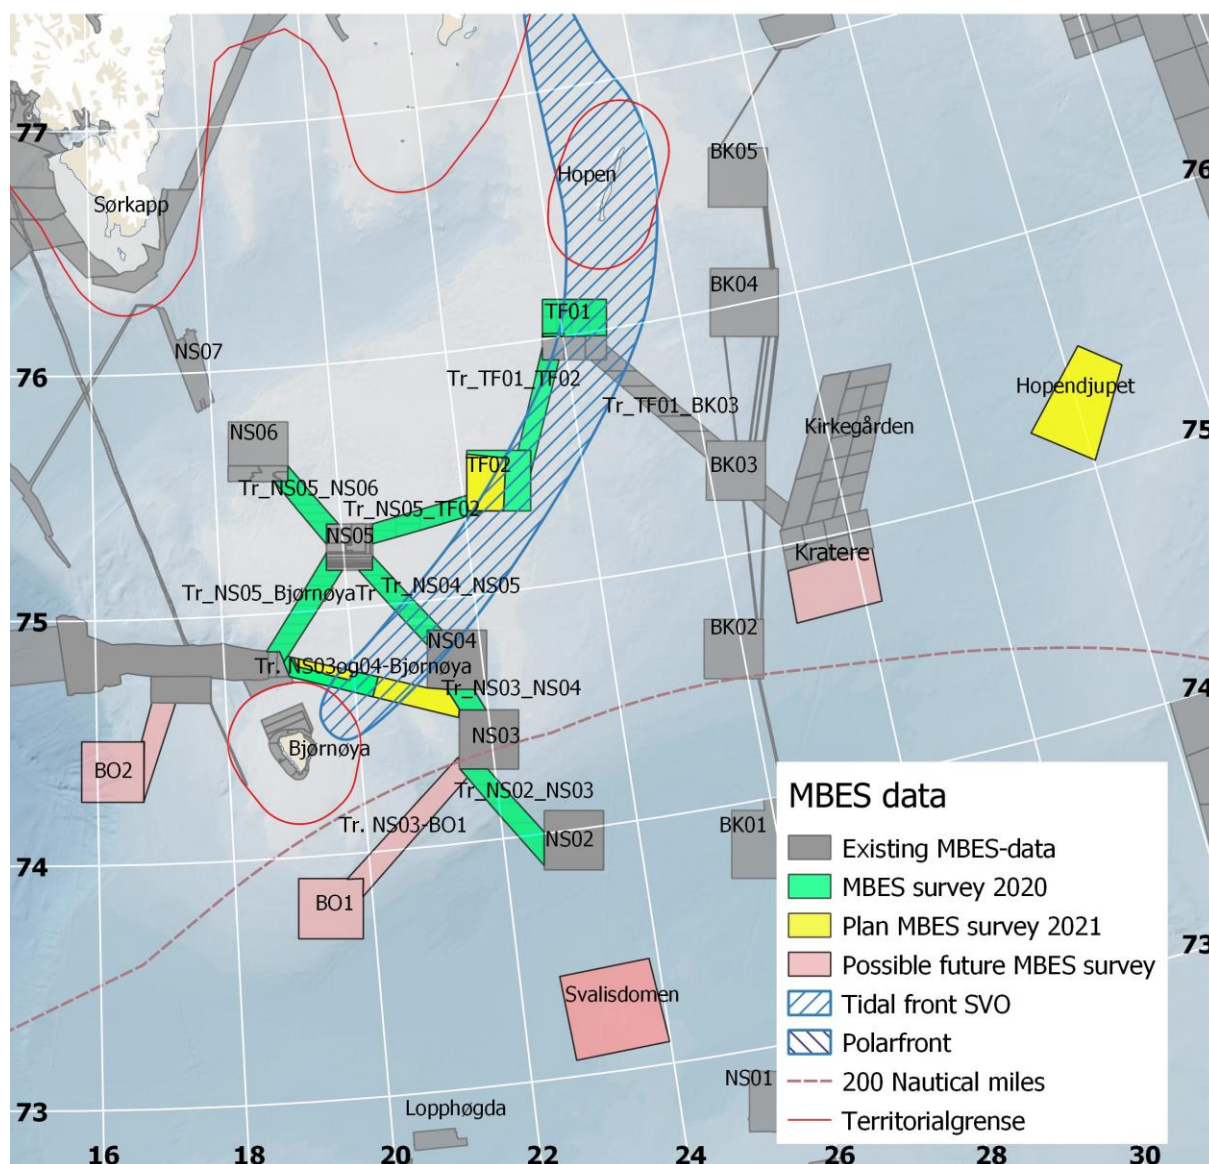 77
76
75
74
73
76
75
74
73
Sørkapp
Hopen
BK05
BK04
TF01
NS07
Tr_TF01_TF02
Tr_TF01_BK03
Hopendjupet
Kirkegården
NS06
TF02
BK03
Tr_NS05_NS06
Tr_NS05_TF02
NS05
Kratere
Tr_NS05_BjørnøyaTr
Tr_NS04_NS05
BK02
NS04
Tr. NS03og04-Bjørnøya
Tr_NS03_NS04
NS03
Bjørnøya
BO2
Tr_NS02_NS03
Tr. NS03-BO1
NS02
BK01
BO1
Svalisdomen
NS01
Lopphøgda
MBES data
Existing MBES-data
MBES survey 2020
Plan MBES survey 2021
Possible future MBES survey
Tidal front SVO
Polarfront
200 Nautical miles
Territorialgrense
16
18
20
22
24
26
28
30